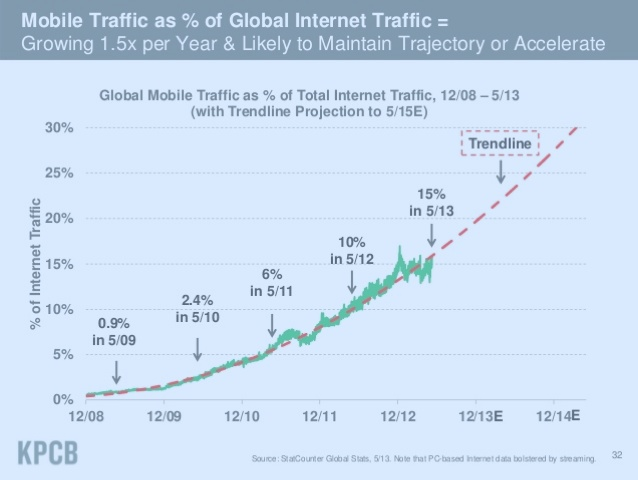 Mobile Traffic as % of Global Internet Traffic =
Growing 1.5x per Year & Likely to Maintain Trajectory or Accelerate
Global Mobile Traffic as % of Total Internet Traffic, 12/08 – 5/13
(with Trendline Projection to 5/15E)
% of Internet Traffic
30%
25%
20%
15%
10%
5%
0%
Trendline
15%
in 5/13
10%
in 5/12
6%
in 5/11
2.4%
in 5/10
0.9%
in 5/09
12/08 12/09 12/10 12/11 12/12 12/13E 12/14E
KPCB
Source: StatCounter Global Stats, 5/13. Note that PC-based Internet data bolstered by streaming.
32